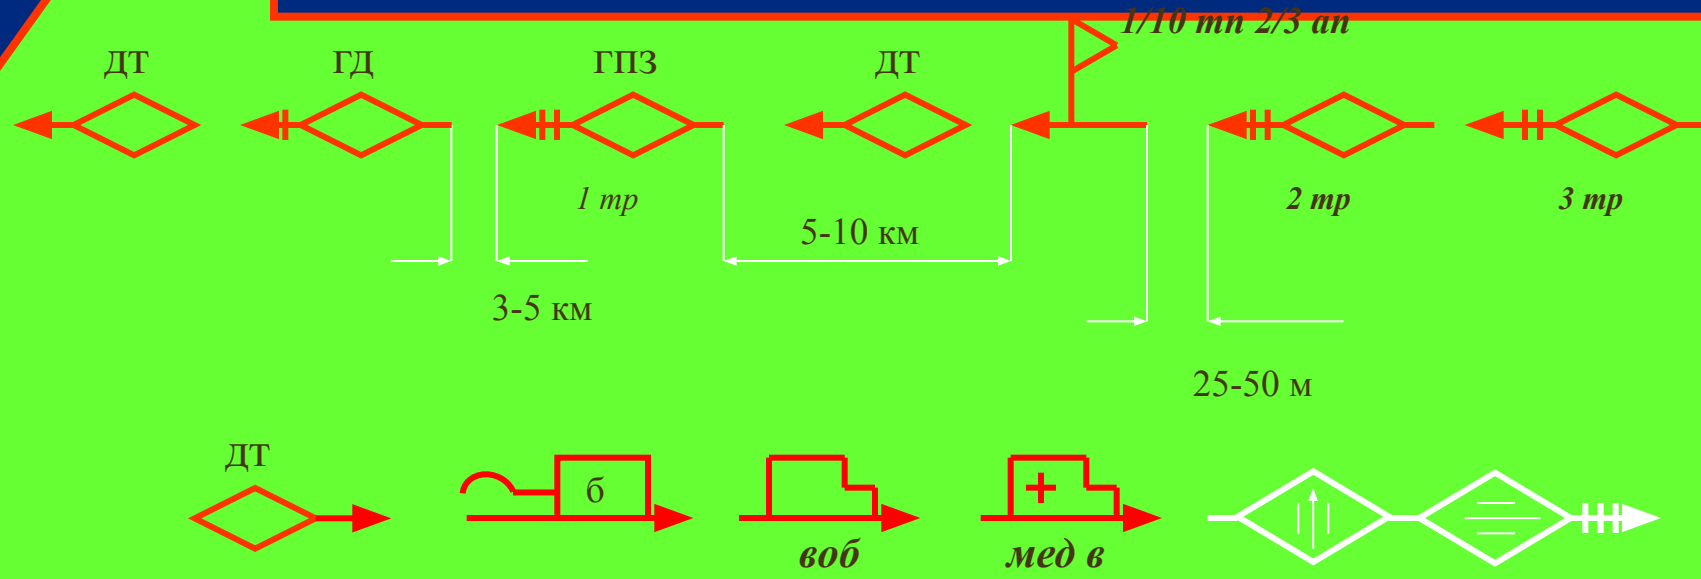 1/10 тп 2/3 ап
ДТ ГД ГПЗ ДТ
1 тр 2 тр 3 тр
5-10 км
3-5 км
25-50 м
ДТ
б
воб мед в